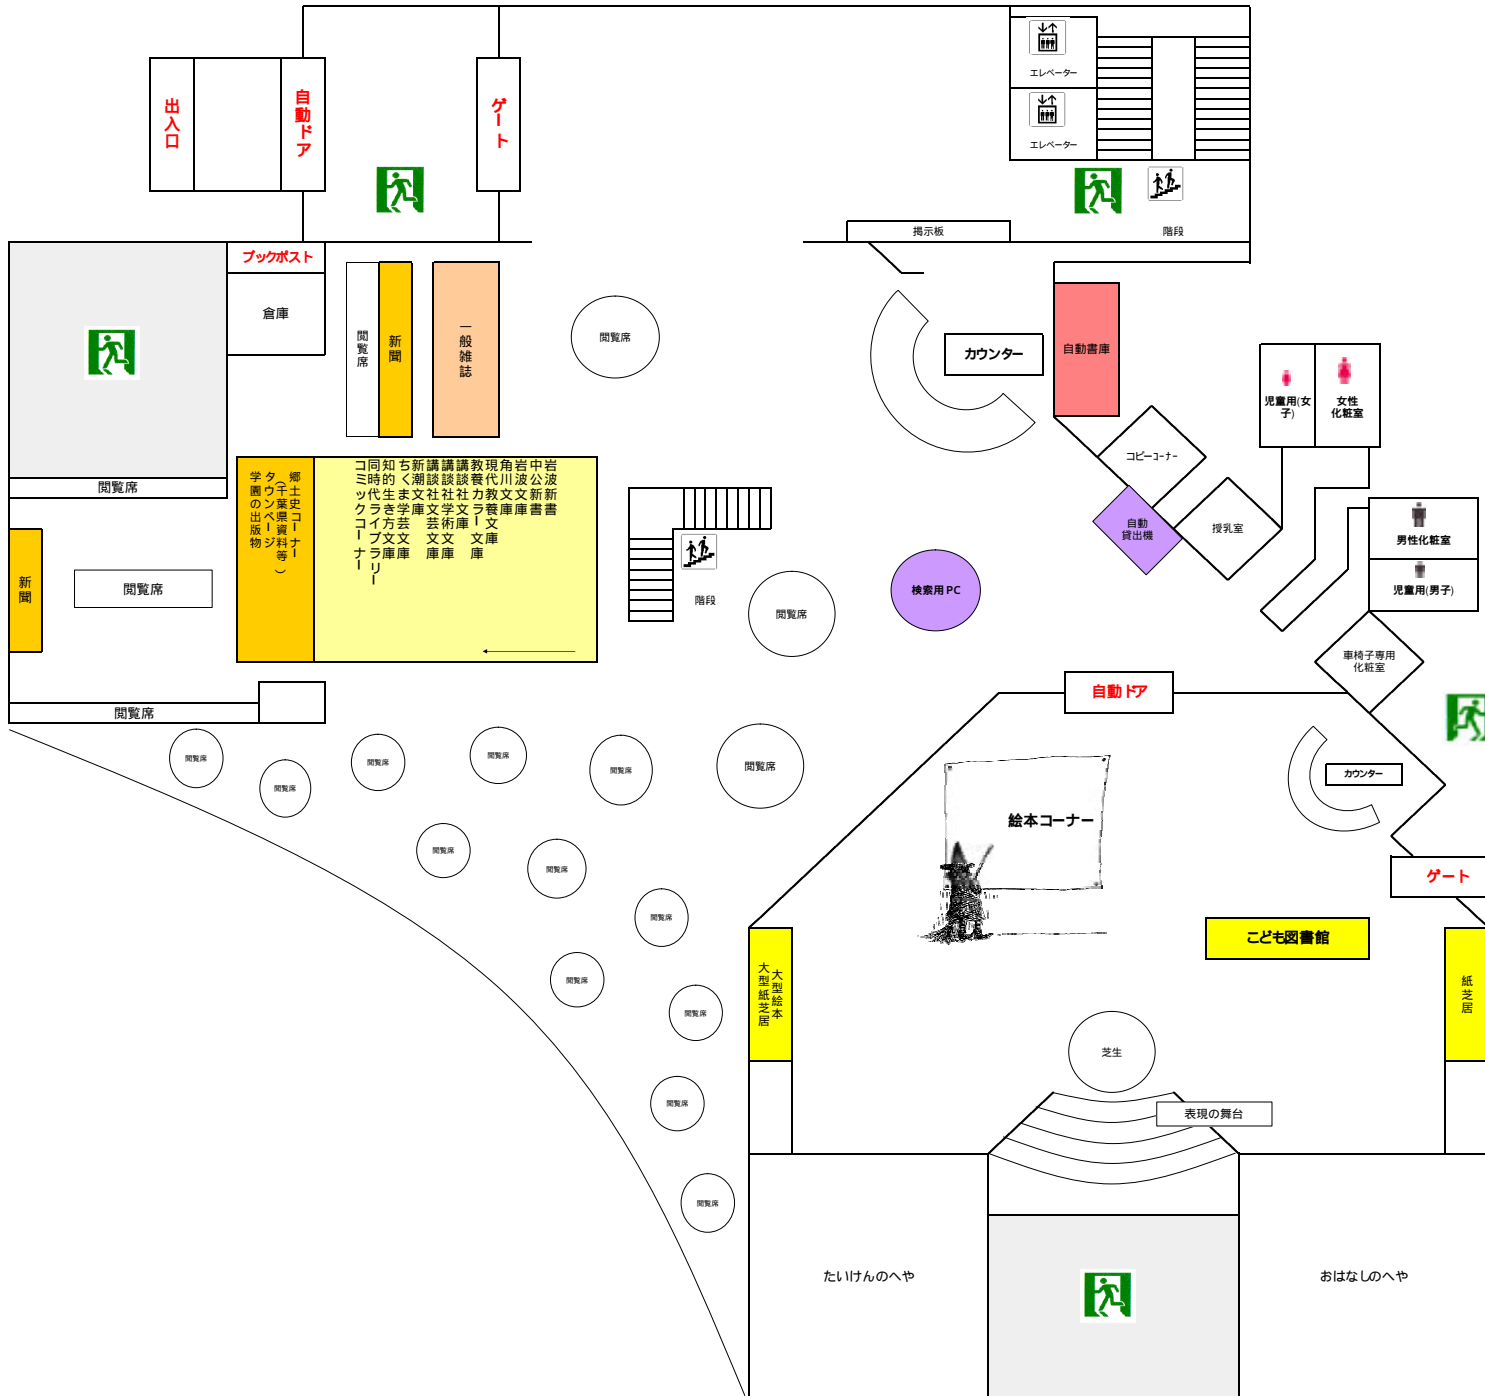 出入口
自動ドア
ゲート
エレベーター
エレベーター
掲示板
階段
ブックポスト
倉庫
閲覧席
新聞
一般雑誌
閲覧席
カウンター
自動書庫
児童用(女
子)
女性
化粧室
コピーコーナー
自動
貸出機
授乳室
男性化粧室
児童用(男子)
車椅子専用
化粧室
閲覧席
新聞
閲覧席
郷土史コーナー
(千葉県資料等)
タウンページ
学園の出版物
岩波新書
中公新書
岩波文庫
角川文庫
現代教養文庫
教養カラー文庫
講談社文庫
講談社学術文庫
講談社文芸文庫
新潮文庫
ちくま学芸文庫
知的生き方文庫
同時代ライブラリー
コミックコーナー
階段
閲覧席
検索用PC
閲覧席
自動ドア
閲覧席
閲覧席
閲覧席
閲覧席
閲覧席
閲覧席
カウンター
絵本コーナー
閲覧席
閲覧席
閲覧席
ゲート
こども図書館
大型絵本
大型紙芝居
紙芝居
閲覧席
閲覧席
芝生
閲覧席
表現の舞台
閲覧席
たいけんのへや
おはなしのへや